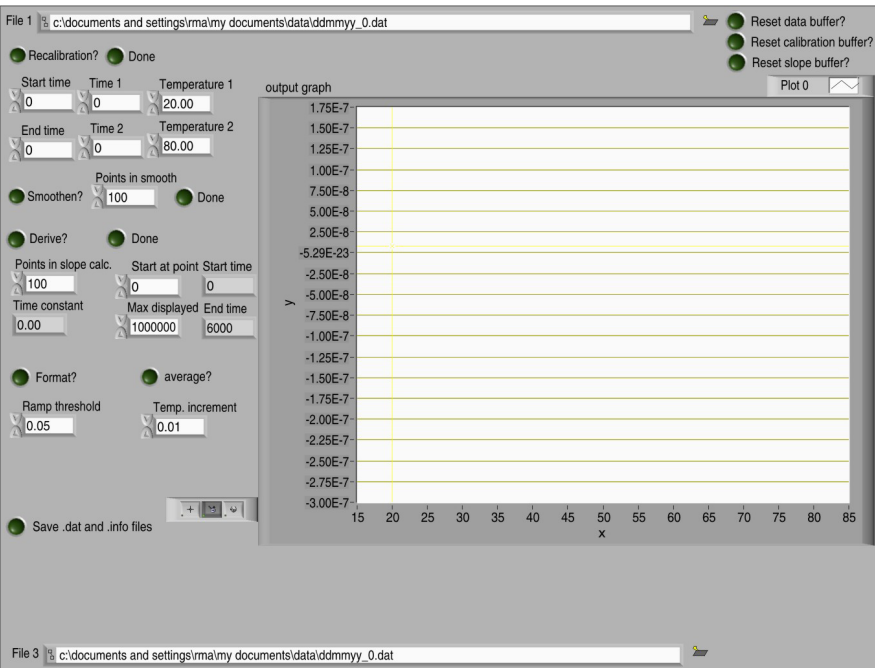 File 1 c:\documents and settings\rma\my documents\data\ddmmyy_0.dat
Reset data buffer?
Reset calibration buffer?
Reset slope buffer?
Recalibration? Done
Start time Time 1 Temperature 1
0 0 20.00
End time Time 2 Temperature 2
0 0 80.00
Points in smooth
Smoothen? 100 Done
Derive? Done
Points in slope calc. Start at point Start time
100 0 0
Time constant Max displayed End time
0.00 1000000 6000
Format? average?
Ramp threshold Temp. increment
0.05 0.01
Save .dat and .info files
output graph
Plot 0
1.75E-7
1.50E-7
1.25E-7
1.00E-7
7.50E-8
5.00E-8
2.50E-8
-5.29E-23
-2.50E-8
-5.00E-8
-7.50E-8
-1.00E-7
-1.25E-7
-1.50E-7
-1.75E-7
-2.00E-7
-2.25E-7
-2.50E-7
-2.75E-7
-3.00E-7
y
15 20 25 30 35 40 45 50 55 60 65 70 75 80 85
x
File 3 c:\documents and settings\rma\my documents\data\ddmmyy_0.dat